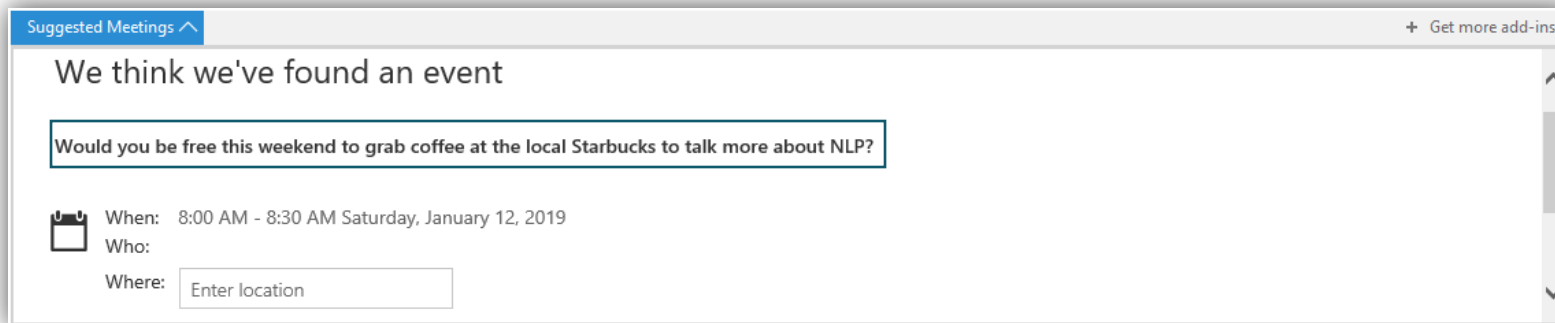 Suggested Meetings
+ Get more add-ins
We think we've found an event
Would you be free this weekend to grab coffee at the local Starbucks to talk more about NLP?
When: 8:00 AM - 8:30 AM Saturday, January 12, 2019
Who:
Where: Enter location